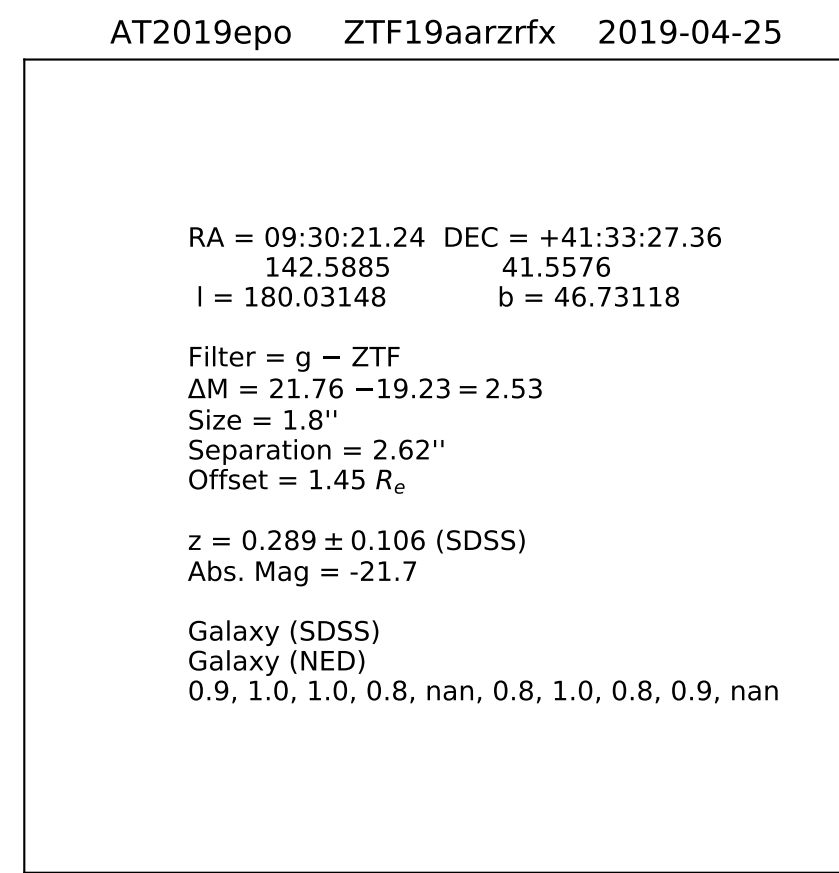 AT2019epo ZTF19aarzrfx 2019-04-25
RA = 09:30:21.24 DEC = +41:33:27.36
142.5885 41.5576
l = 180.03148 b = 46.73118
Filter = g − ZTF
ΔM = 21.76 −19.23 = 2.53
Size = 1.8''
Separation = 2.62''
Offset = 1.45 Rₑ
z = 0.289 ± 0.106 (SDSS)
Abs. Mag = -21.7
Galaxy (SDSS)
Galaxy (NED)
0.9, 1.0, 1.0, 0.8, nan, 0.8, 1.0, 0.8, 0.9, nan